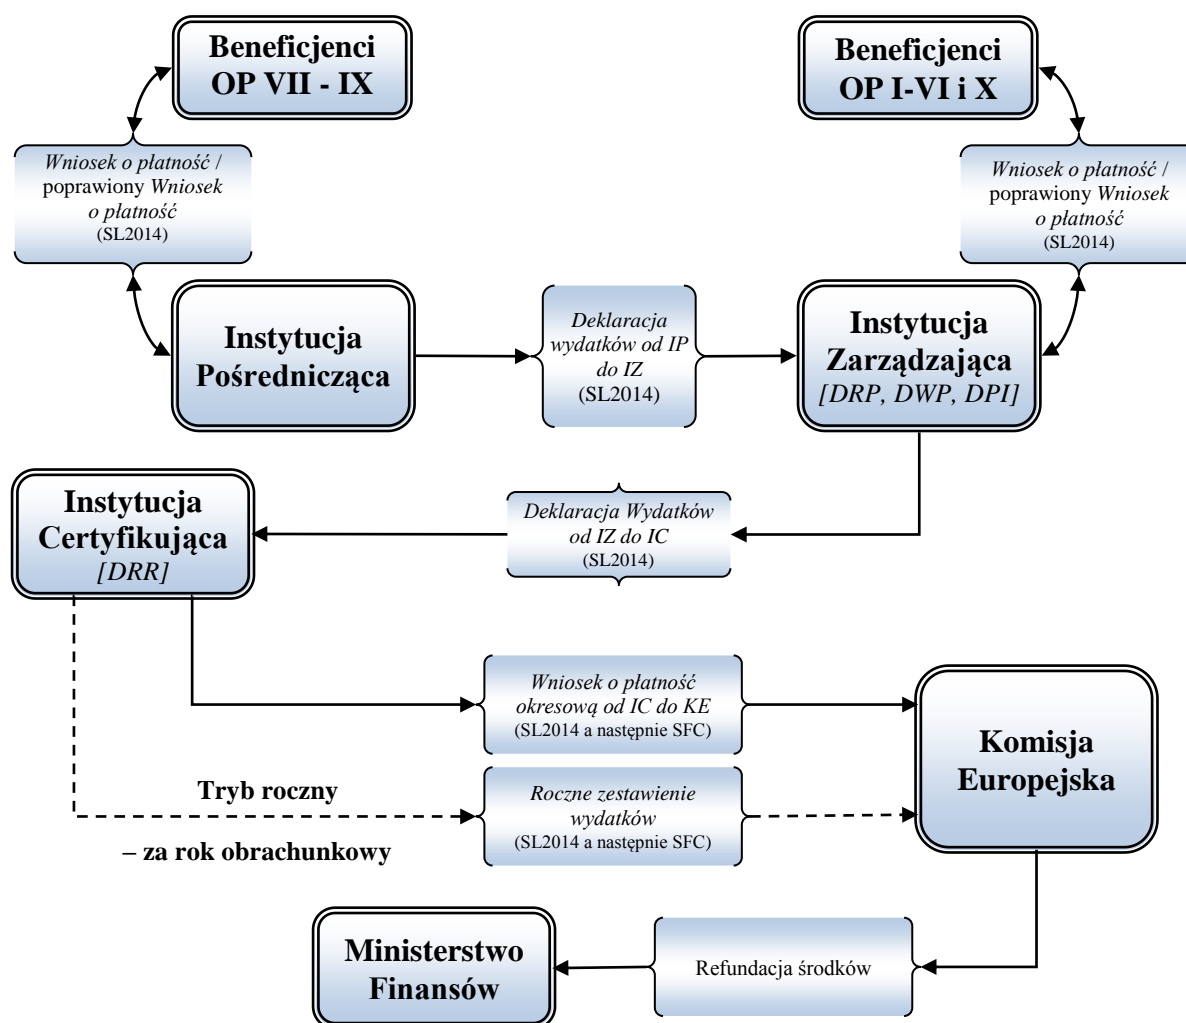 Beneficjenci
OP VII - IX
Beneficjenci
OP I-VI i X
Wniosek o płatność /
poprawiony Wniosek
o płatność
(SL2014)
Wniosek o płatność /
poprawiony Wniosek
o płatność
(SL2014)
Instytucja
Pośrednicząca
Deklaracja
wydatków od IP
do IZ
(SL2014)
Instytucja
Zarządzająca
[DRP, DWP, DPI]
Instytucja
Certyfikująca
[DRR]
Deklaracja Wydatków
od IZ do IC
(SL2014)
Wniosek o płatność
okresową od IC do KE
(SL2014 a następnie SFC)
Komisja
Europejska
Tryb roczny
– za rok obrachunkowy
Roczne zestawienie
wydatków
(SL2014 a następnie SFC)
Ministerstwo
Finansów
Refundacja środków